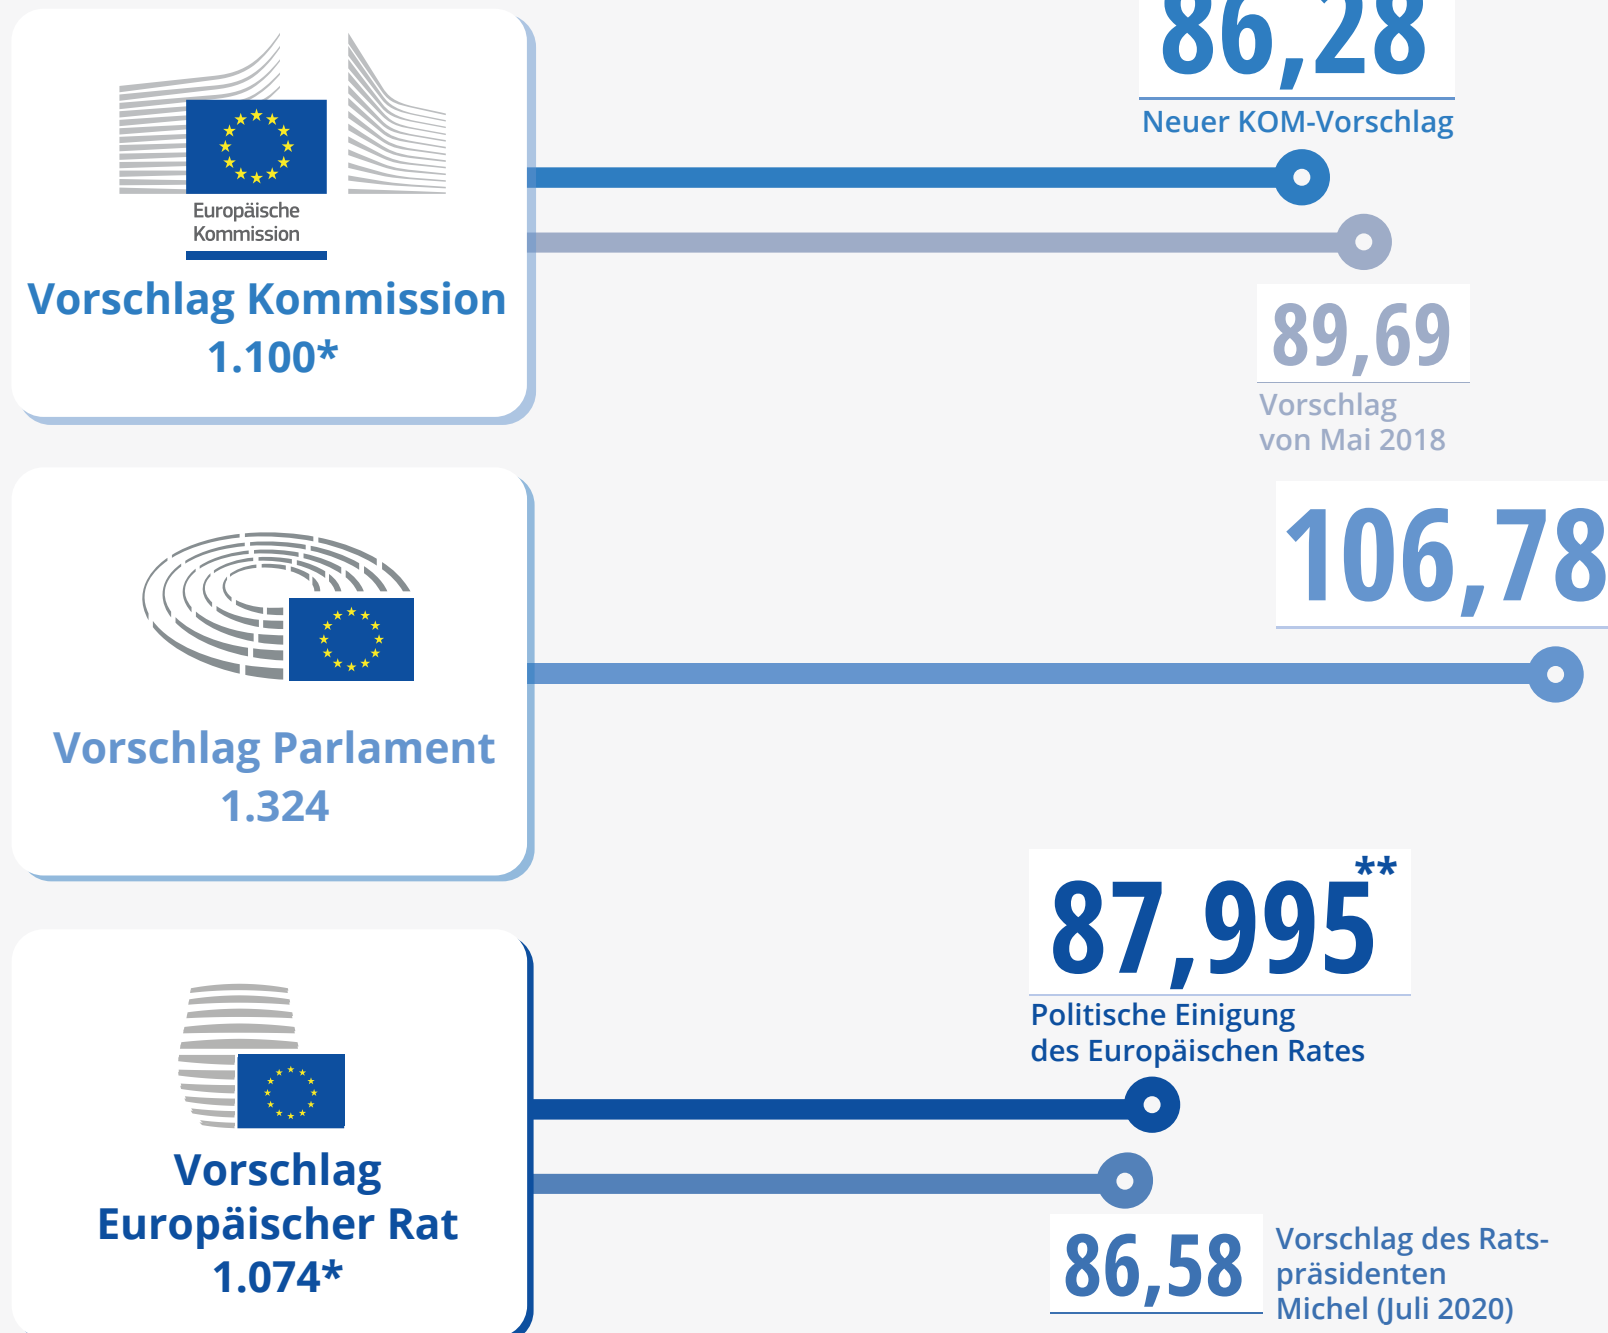 86,28
Neuer KOM-Vorschlag
Europäische
Kommission
Vorschlag Kommission
1.100*
89,69
Vorschlag
von Mai 2018
106,78
Vorschlag Parlament
1.324
87,995**
Politische Einigung
des Europäischen Rates
Vorschlag
Europäischer Rat
1.074*
86,58
Vorschlag des Rats-
präsidenten
Michel (Juli 2020)